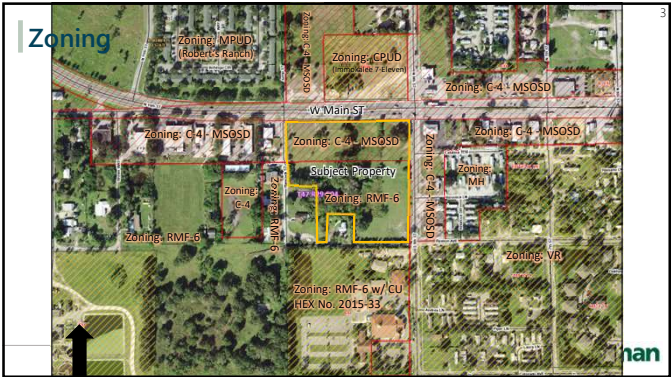 3
Zoning
Zoning: MPUD
(Robert's Ranch)
Zoning: C-4 - MSOSD
Zoning: CPUD
(Immokalee 7-Eleven)
Zoning: C-4 - MSOSD
W Main ST
Zoning: C-4 - MSOSD
Zoning: C-4 - MSOSD
Zoning: C-4 - MSOSD
Subject Property
Zoning: C-4 - MSOSD
Zoning:
MH
Zoning:
C-4
Zoning: RMF-6
Zoning: RMF-6
Zoning: RMF-6
Zoning: VR
Zoning: RMF-6 w/ CU
HEX No. 2015-33
nan